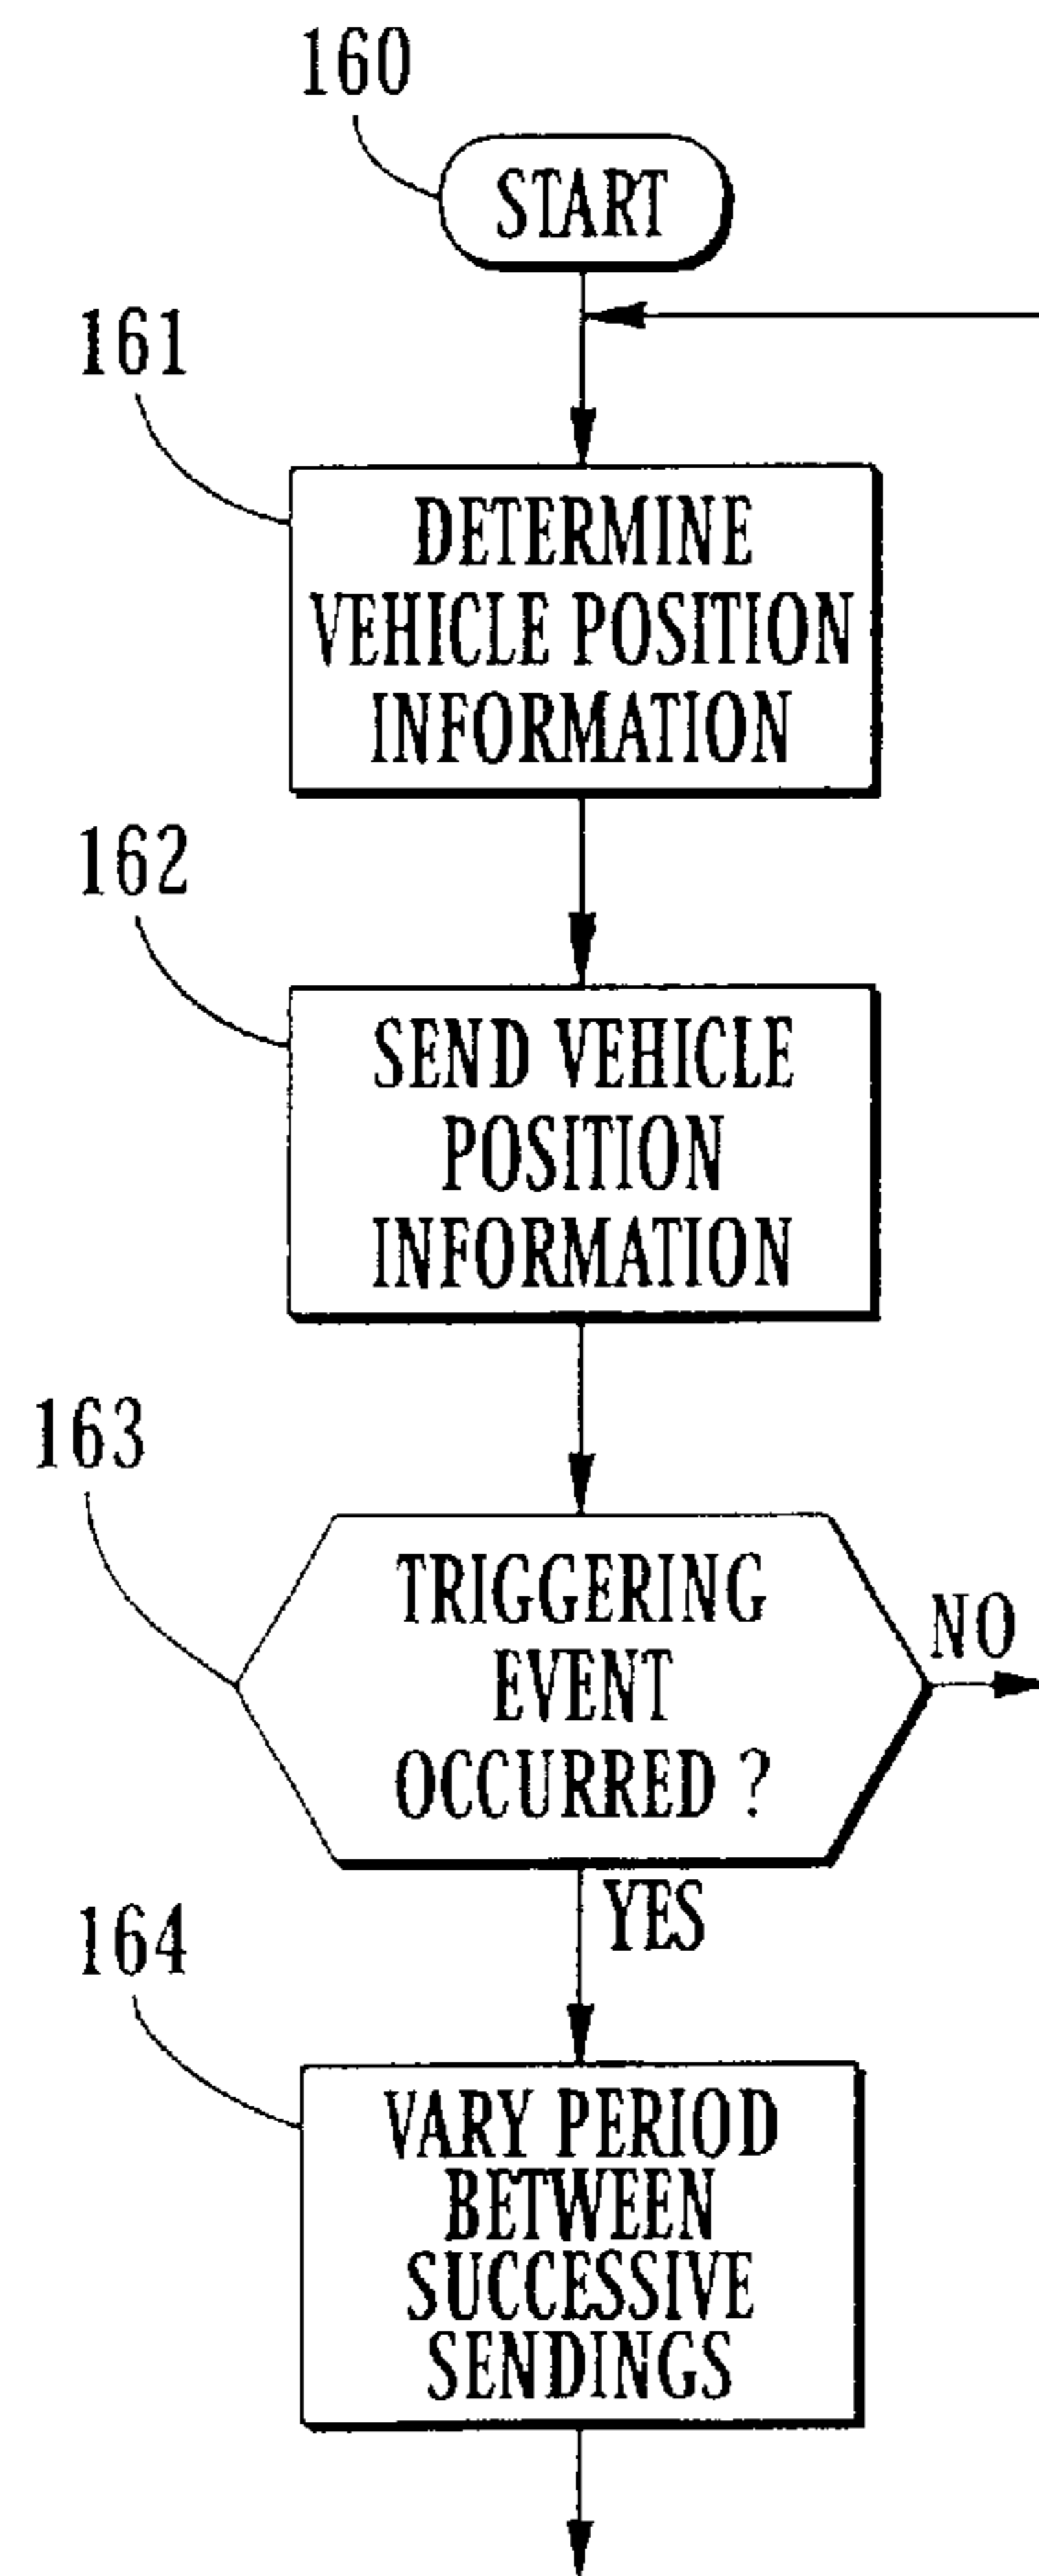 160
START
161
DETERMINE
VEHICLE POSITION
INFORMATION
162
SEND VEHICLE
POSITION
INFORMATION
163
TRIGGERING
EVENT
OCCURRED ?
NO
YES
164
VARY PERIOD
BETWEEN
SUCCESSIVE
SENDINGS